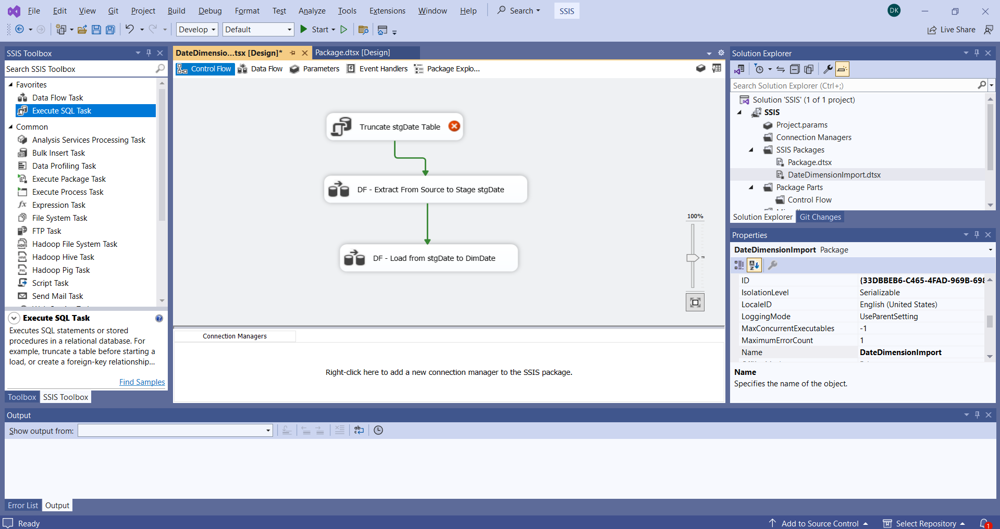 File Edit View Git Project Build Debug Format Test Analyze Tools Extensions Window Help Search SSIS DK
Develop Default Start Live Share
SSIS Toolbox
Search SSIS Toolbox
Favorites
Data Flow Task
Execute SQL Task
Common
Analysis Services Processing Task
Bulk Insert Task
Data Profiling Task
Execute Package Task
Execute Process Task
Expression Task
File System Task
FTP Task
Hadoop File System Task
Hadoop Hive Task
Hadoop Pig Task
Script Task
Send Mail Task
Execute SQL Task
Executes SQL statements or stored
procedures in a relational database. For
example, truncate a table before starting a
load, or create a foreign-key relationship...
Find Samples
Toolbox SSIS Toolbox
DateDimensio...tsx [Design]* Package.dtsx [Design]
Control Flow Data Flow Parameters Event Handlers Package Explo...
Truncate stgDate Table
DF - Extract From Source to Stage stgDate
DF - Load from stgDate to DimDate
100%
Connection Managers
Right-click here to add a new connection manager to the SSIS package.
Solution Explorer
Search Solution Explorer (Ctrl+;)
Solution 'SSIS' (1 of 1 project)
SSIS
Project.params
Connection Managers
SSIS Packages
Package.dtsx
DateDimensionImport.dtsx
Package Parts
Control Flow
Solution Explorer Git Changes
Properties
DateDimensionImport Package
ID {33DBBEB6-C465-4FAD-969B-698
IsolationLevel Serializable
LocaleID English (United States)
LoggingMode UseParentSetting
MaxConcurrentExecutables -1
MaximumErrorCount 1
Name DateDimensionImport
Name
Specifies the name of the object.
Output
Show output from:
Error List Output
Ready Add to Source Control Select Repository 1